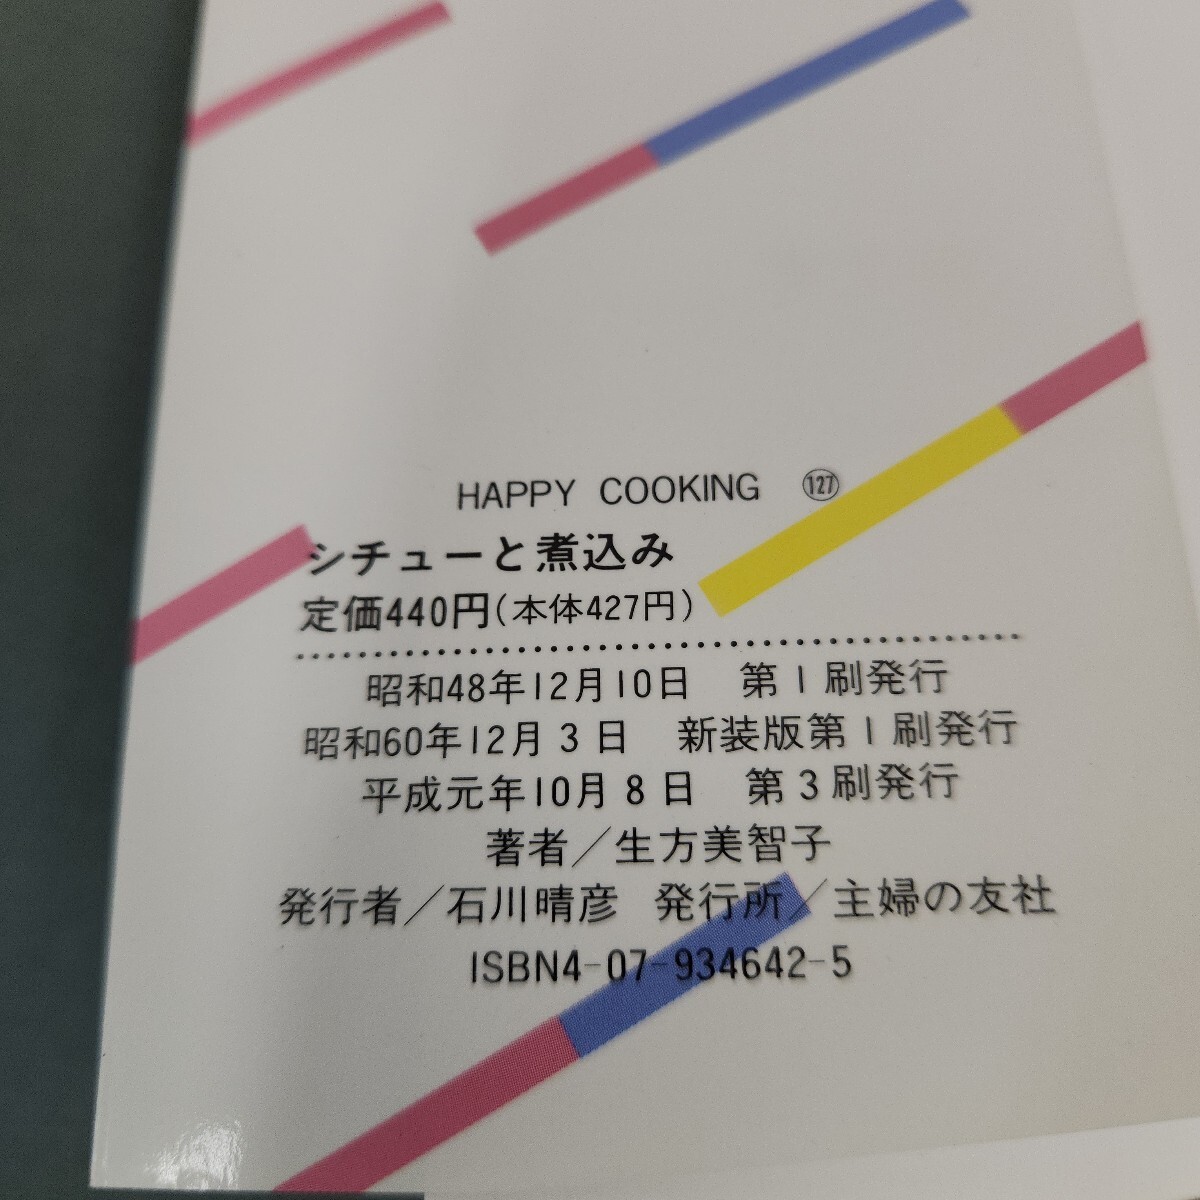 HAPPY COOKING ⑫⑦
シチューと煮込み
定価440円(本体427円)
昭和48年12月10日 第1刷発行
昭和60年12月3日 新装版第1刷発行
平成元年10月8日 第3刷発行
著者／生方美智子
発行者／石川晴彦 発行所／主婦の友社
ISBN4-07-934642-5